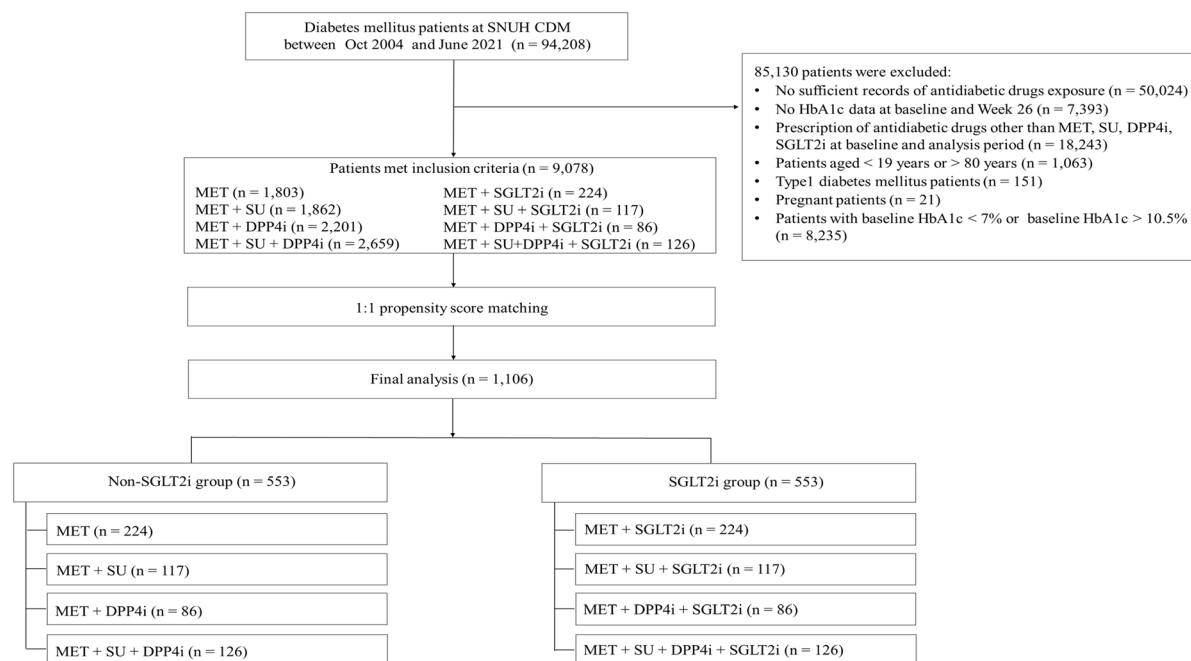 Diabetes mellitus patients at SNUH CDM
between Oct 2004 and June 2021 (n = 94,208)
85,130 patients were excluded:
• No sufficient records of antidiabetic drugs exposure (n = 50,024)
• No HbA1c data at baseline and Week 26 (n = 7,393)
• Prescription of antidiabetic drugs other than MET, SU, DPP4i,
SGLT2i at baseline and analysis period (n = 18,243)
• Patients aged < 19 years or > 80 years (n = 1,063)
• Type1 diabetes mellitus patients (n = 151)
• Pregnant patients (n = 21)
• Patients with baseline HbA1c < 7% or baseline HbA1c > 10.5%
(n = 8,235)
Patients met inclusion criteria (n = 9,078)
MET (n = 1,803)
MET + SU (n = 1,862)
MET + DPP4i (n = 2,201)
MET + SU + DPP4i (n = 2,659)
MET + SGLT2i (n = 224)
MET + SU + SGLT2i (n = 117)
MET + DPP4i + SGLT2i (n = 86)
MET + SU+DPP4i + SGLT2i (n = 126)
1:1 propensity score matching
Final analysis (n = 1,106)
Non-SGLT2i group (n = 553)
MET (n = 224)
MET + SU (n = 117)
MET + DPP4i (n = 86)
MET + SU + DPP4i (n = 126)
SGLT2i group (n = 553)
MET + SGLT2i (n = 224)
MET + SU + SGLT2i (n = 117)
MET + DPP4i + SGLT2i (n = 86)
MET + SU + DPP4i + SGLT2i (n = 126)